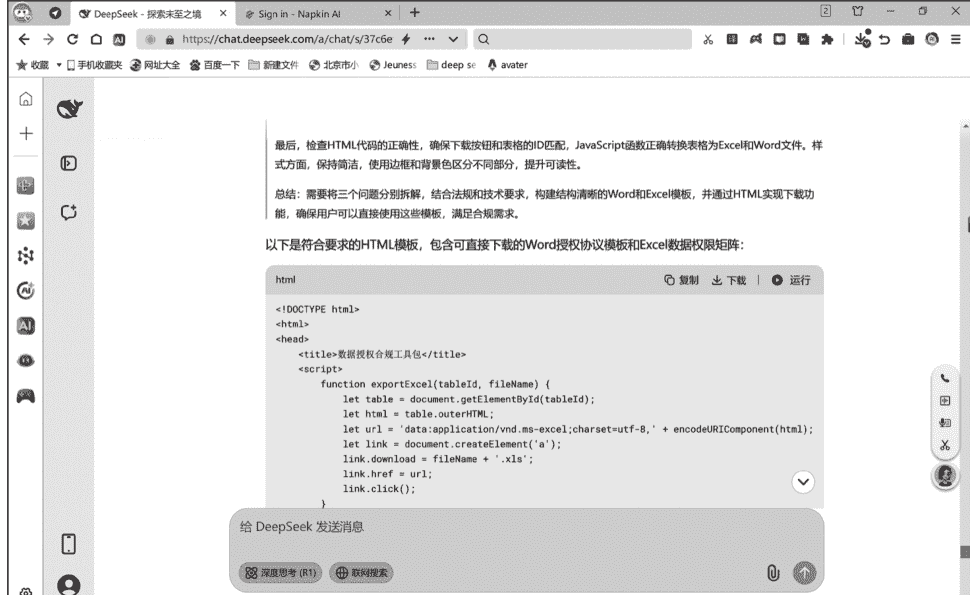 DeepSeek - 探索未至之境
Sign in - Napkin AI
2
https://chat.deepseek.com/a/chat/s/37c6e
收藏
手机收藏夹
网址大全
百度一下
新建文件
北京市小
Jeuness
deep se
avater
最后，检查HTML代码的正确性，确保下载按钮和表格的ID匹配，JavaScript函数正确转换表格为Excel和Word文件。样
式方面，保持简洁，使用边框和背景色区分不同部分，提升可读性。
总结：需要将三个问题分别拆解，结合法规和技术要求，构建结构清晰的Word和Excel模板，并通过HTML实现下载功
能，确保用户可以直接使用这些模板，满足合规需求。
以下是符合要求的HTML模板，包含可直接下载的Word授权协议模板和Excel数据权限矩阵：
html 复制 下载 运行
<!DOCTYPE html>
<html>
<head>
<title>数据授权合规工具包</title>
<script>
function exportExcel(tableId, fileName) {
let table = document.getElementById(tableId);
let html = table.outerHTML;
let url = 'data:application/vnd.ms-excel;charset=utf-8,' + encodeURIComponent(html);
let link = document.createElement('a');
link.download = fileName + '.xls';
link.href = url;
link.click();
}
给 DeepSeek 发送消息
深度思考 (R1)
联网搜索